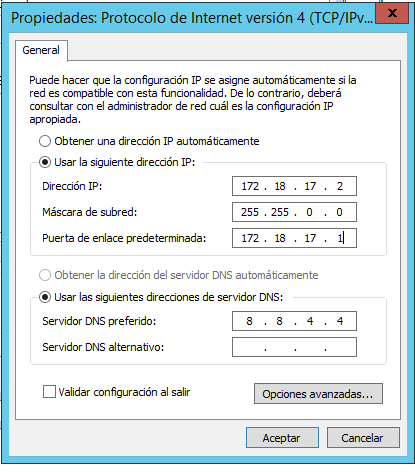 Propiedades: Protocolo de Internet versión 4 (TCP/IPv...
x
General
Puede hacer que la configuración IP se asigne automáticamente si la
red es compatible con esta funcionalidad. De lo contrario, deberá
consultar con el administrador de red cuál es la configuración IP
apropiada.
Obtener una dirección IP automáticamente
Usar la siguiente dirección IP:
Dirección IP: 172 . 18 . 17 . 2
Máscara de subred: 255 . 255 . 0 . 0
Puerta de enlace predeterminada: 172 . 18 . 17 . 1
Obtener la dirección del servidor DNS automáticamente
Usar las siguientes direcciones de servidor DNS:
Servidor DNS preferido: 8 . 8 . 4 . 4
Servidor DNS alternativo: . . .
Validar configuración al salir
Opciones avanzadas...
Aceptar
Cancelar